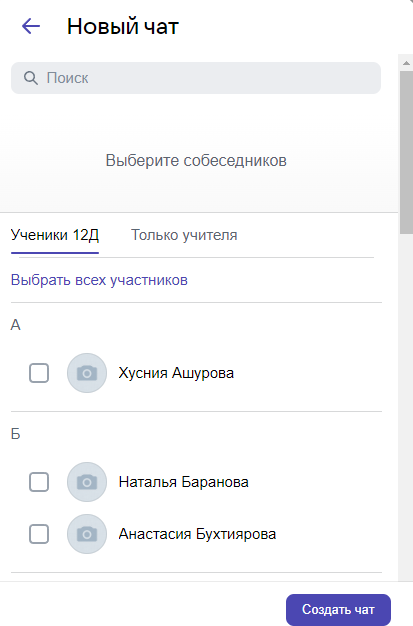 Новый чат
Поиск
Выберите собеседников
Ученики 12Д
Только учителя
Выбрать всех участников
А
Хусния Ашурова
Б
Наталья Баранова
Анастасия Бухтиярова
Создать чат